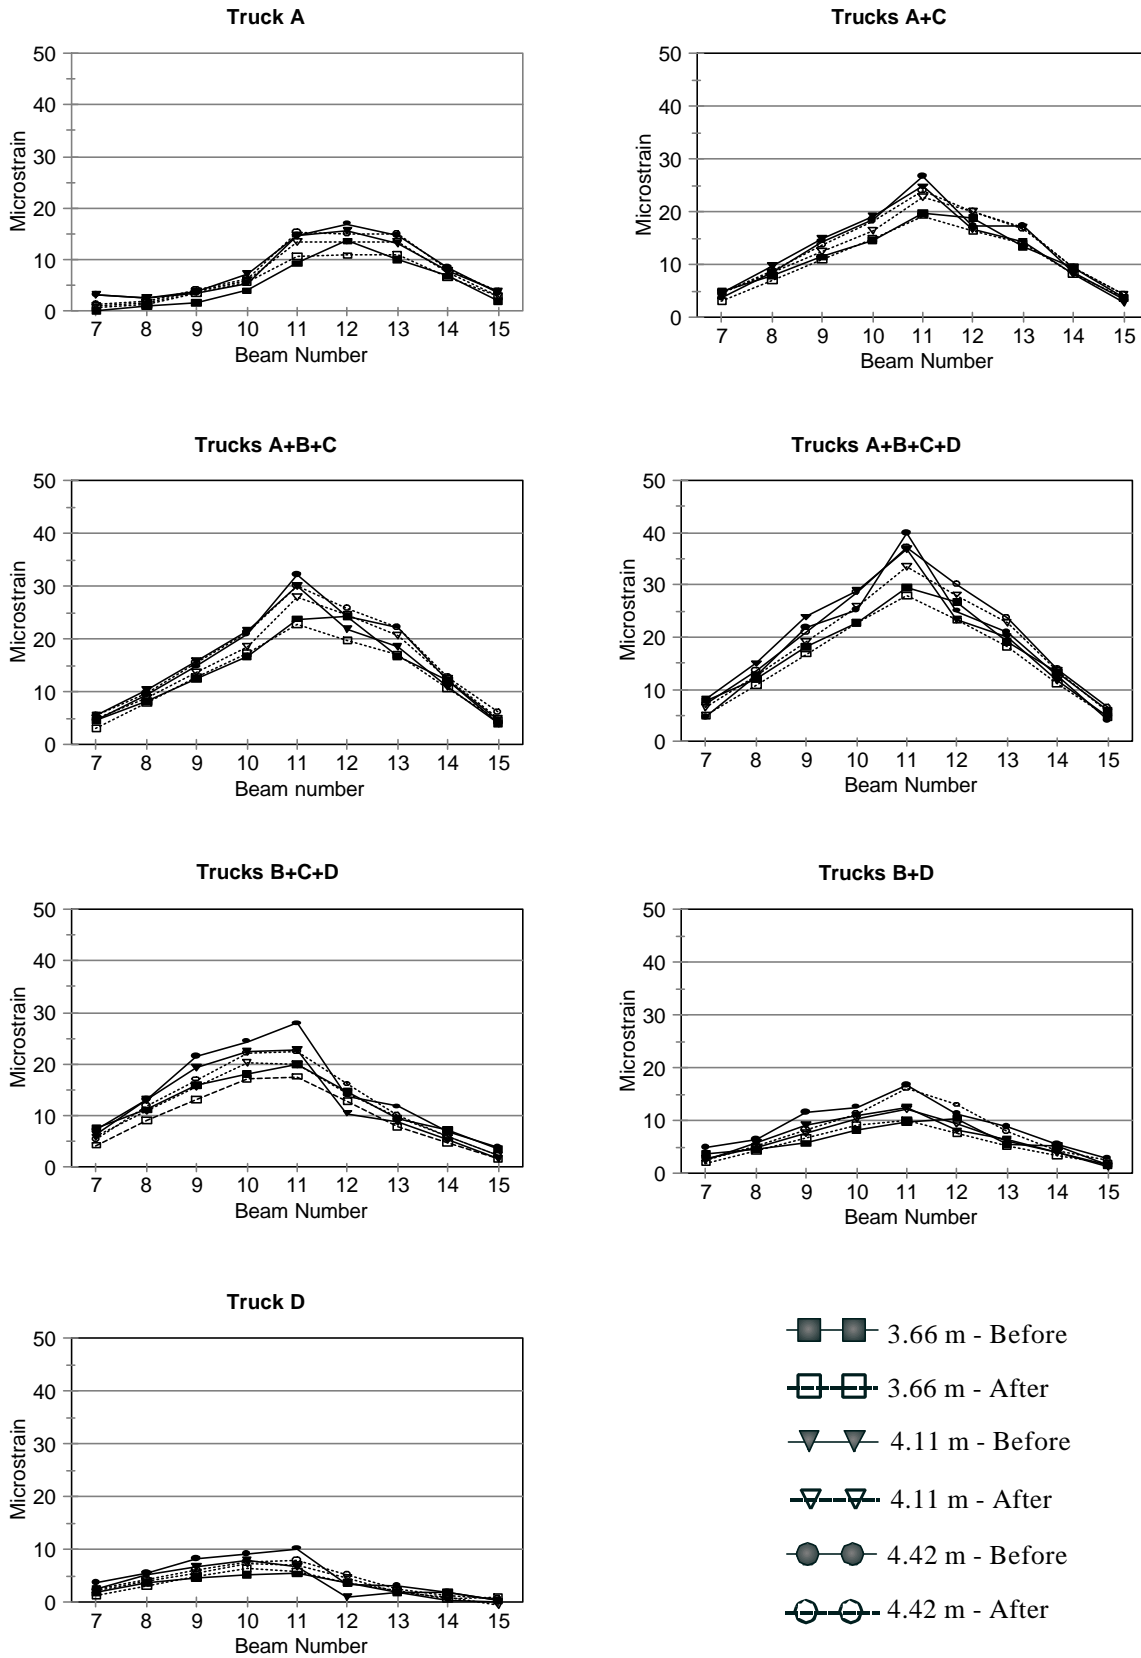 Truck A
50
40
30
20
10
0
Microstrain
7 8 9 10 11 12 13 14 15
Beam Number
Trucks A+C
50
40
30
20
10
0
Microstrain
7 8 9 10 11 12 13 14 15
Beam Number
Trucks A+B+C
50
40
30
20
10
0
Microstrain
7 8 9 10 11 12 13 14 15
Beam number
Trucks A+B+C+D
50
40
30
20
10
0
Microstrain
7 8 9 10 11 12 13 14 15
Beam Number
Trucks B+C+D
50
40
30
20
10
0
Microstrain
7 8 9 10 11 12 13 14 15
Beam Number
Trucks B+D
50
40
30
20
10
0
Microstrain
7 8 9 10 11 12 13 14 15
Beam Number
Truck D
50
40
30
20
10
0
Microstrain
7 8 9 10 11 12 13 14 15
Beam Number
3.66 m - Before
3.66 m - After
4.11 m - Before
4.11 m - After
4.42 m - Before
4.42 m - After